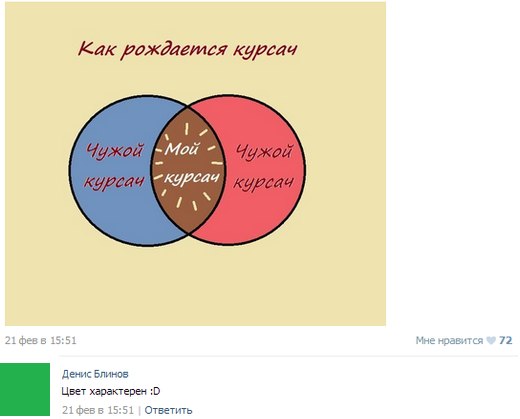 Как рождается курсач
Чужой
курсач
Мой
курсач
Чужой
курсач
21 фев в 15:51
Мне нравится 72
Денис Блинов
Цвет характерен :D
21 фев в 15:51 | Ответить